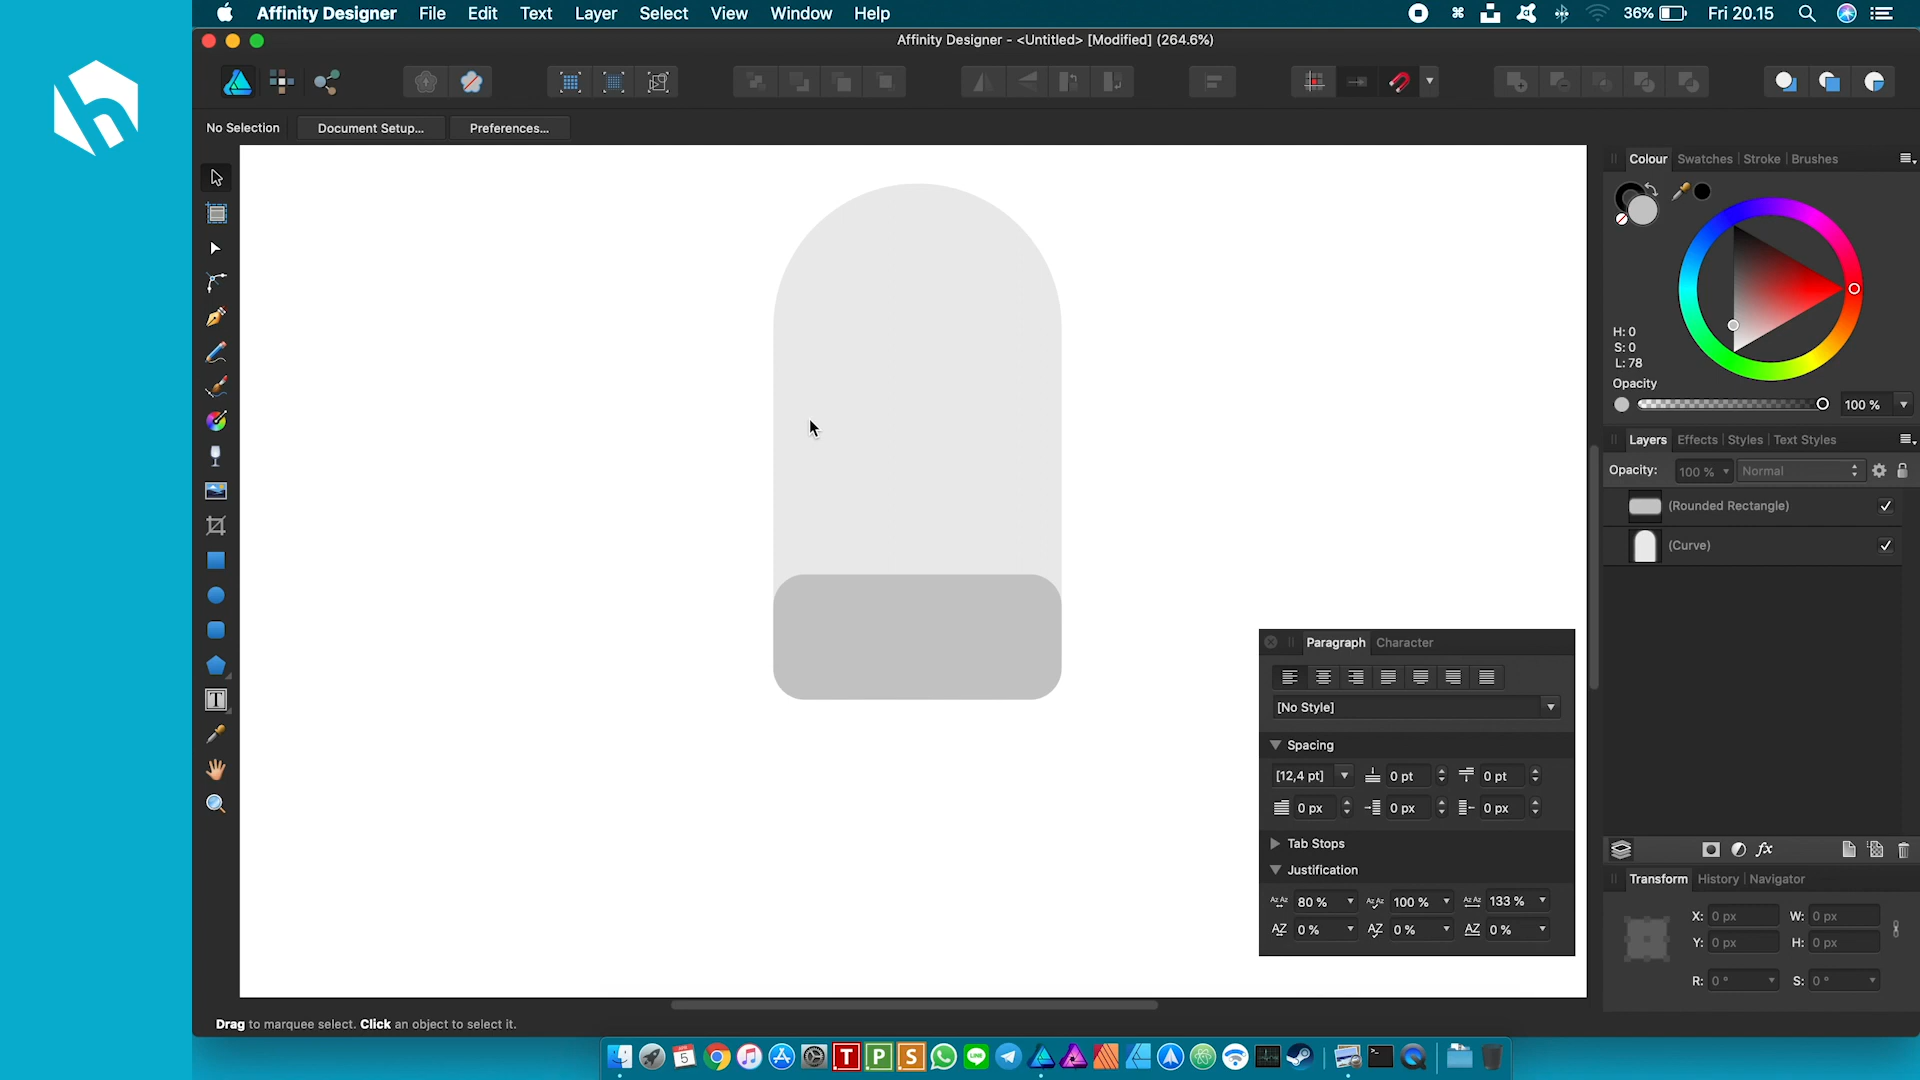 Affinity Designer File Edit Text Layer Select View Window Help 36% Fri 20.15
Affinity Designer - <Untitled> [Modified] (264.6%)
No Selection Document Setup... Preferences...
Colour Swatches Stroke Brushes
H: 0
S: 0
L: 78
Opacity
100 %
Layers Effects Styles Text Styles
Opacity: 100 % Normal
(Rounded Rectangle)
(Curve)
Paragraph Character
[No Style]
Spacing
[12,4 pt] 0 pt 0 pt
0 px 0 px 0 px
Tab Stops
Justification
80 % 100 % 133 %
0 % 0 % 0 %
Transform History Navigator
X: 0 px W: 0 px
Y: 0 px H: 0 px
R: 0 ° S: 0 °
Drag to marquee select. Click an object to select it.
5 T P S LINE